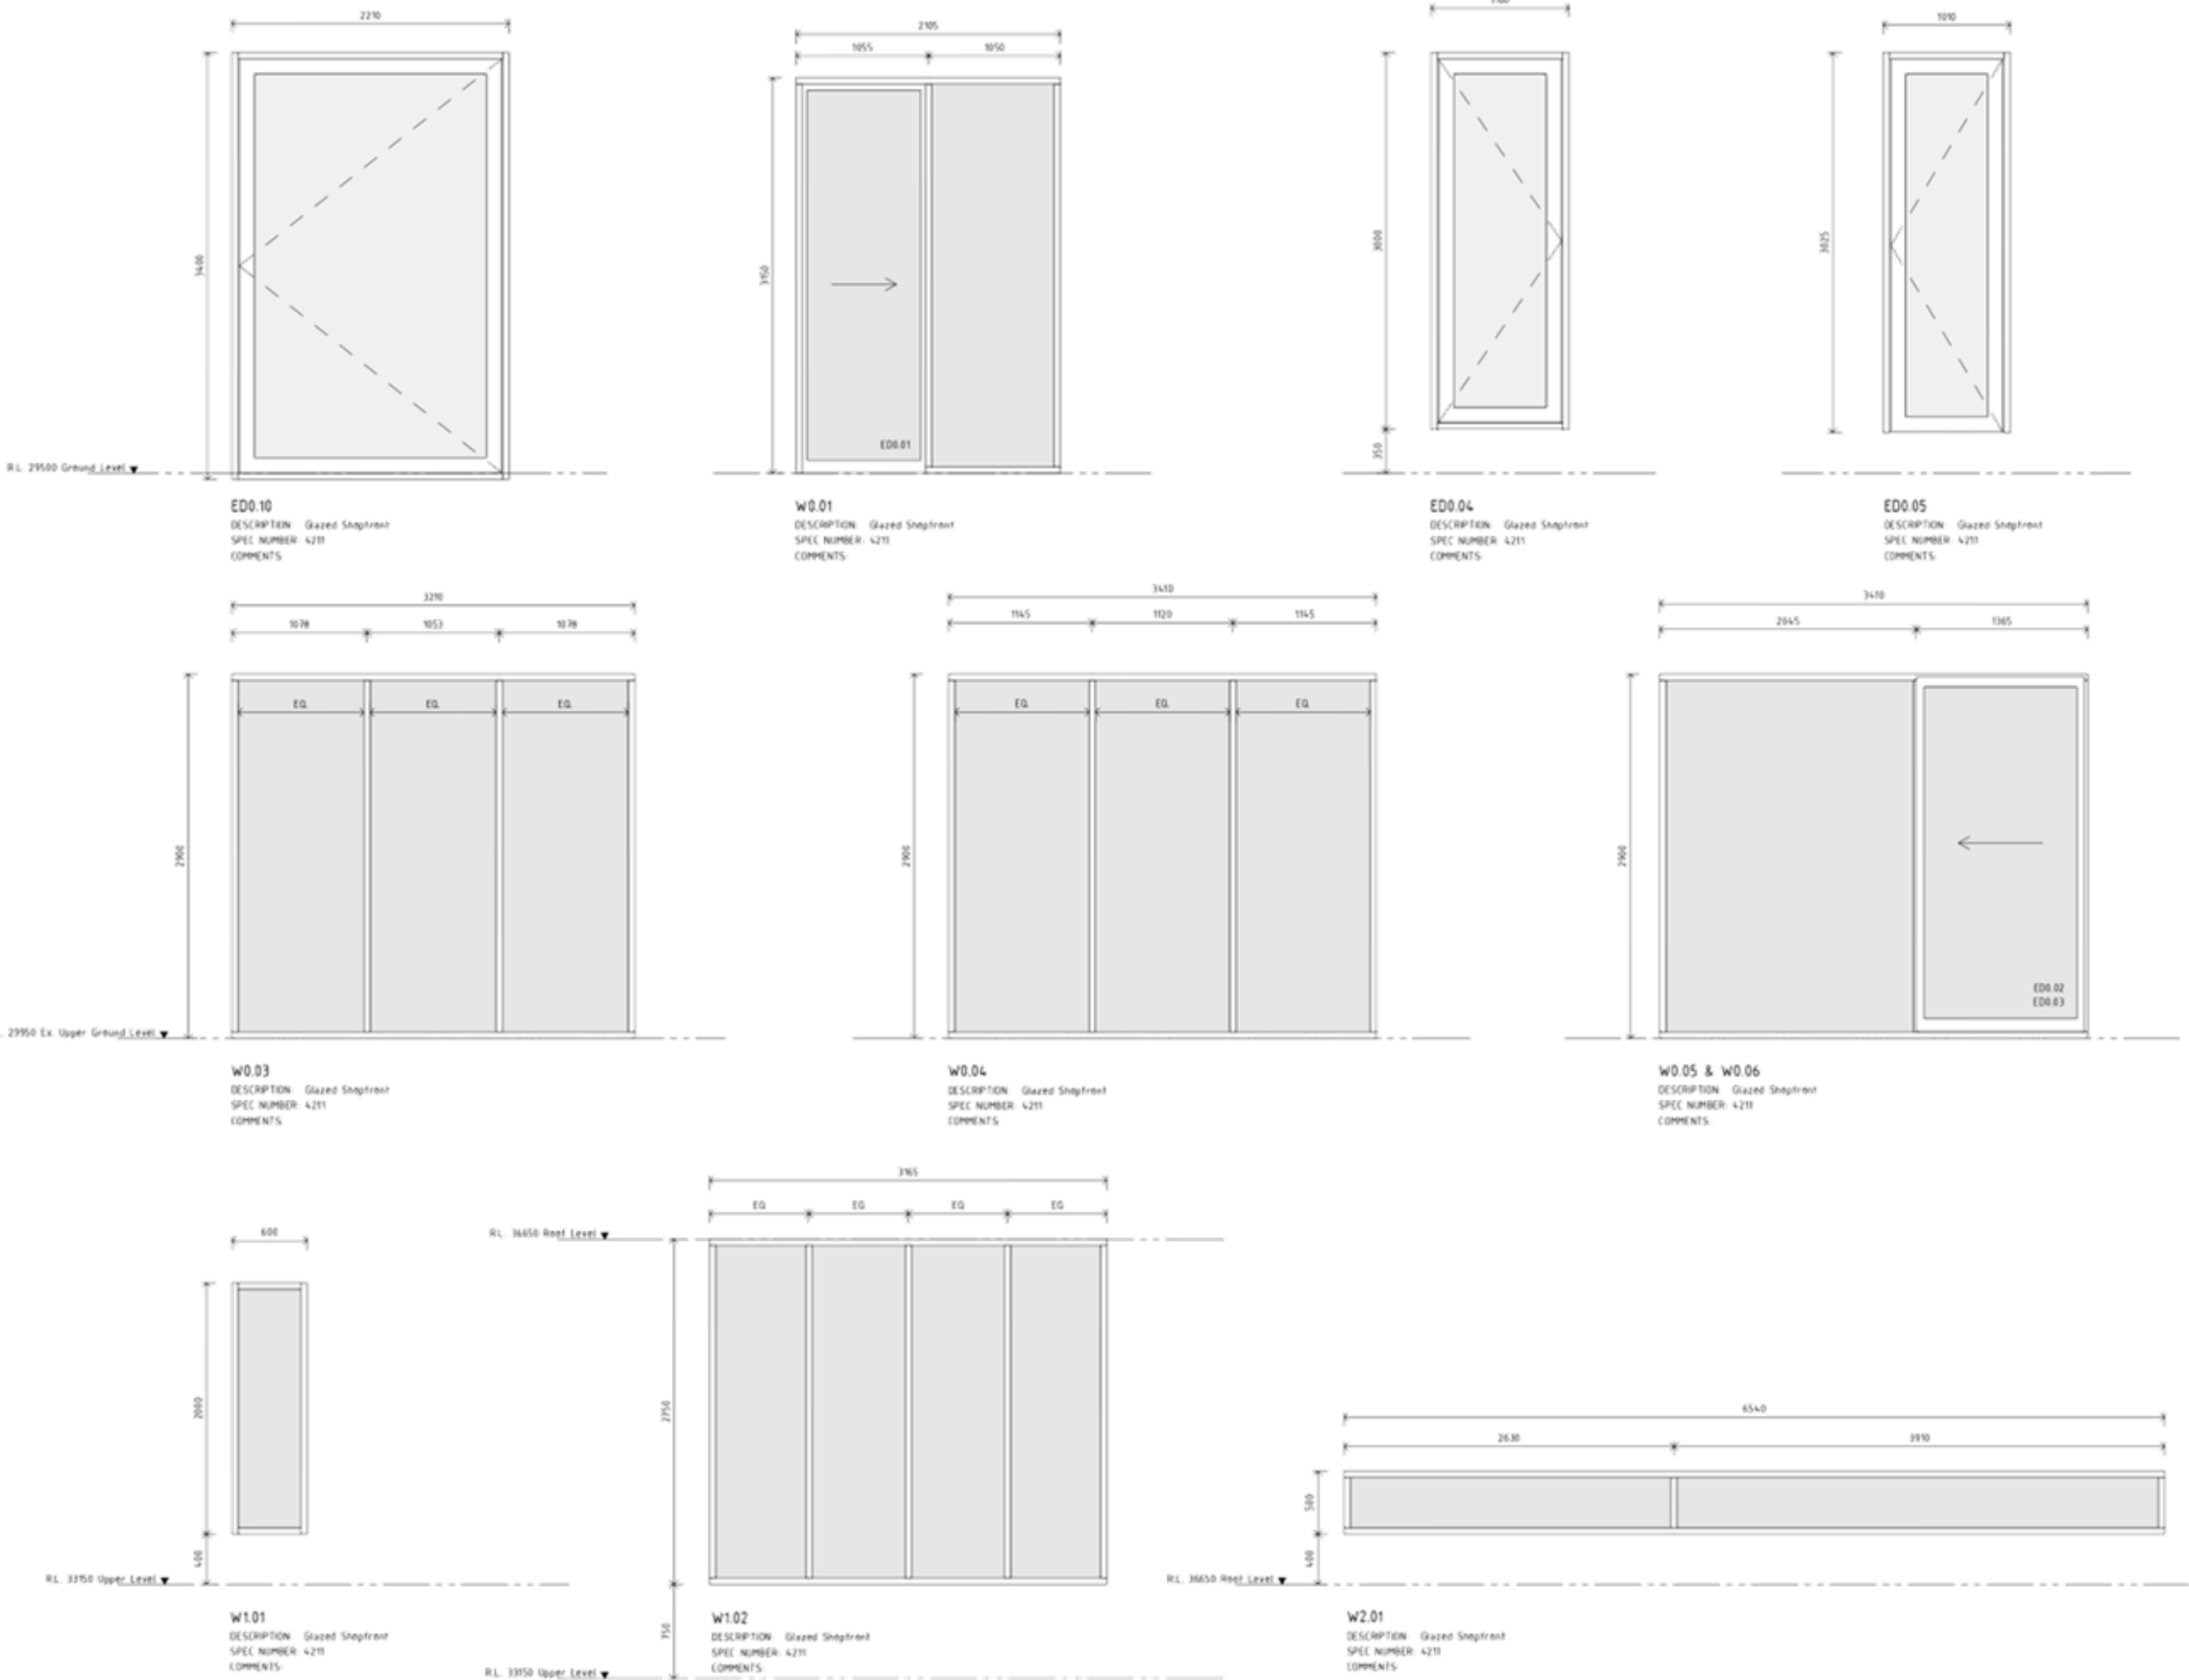 2210
3400
R.L. 29500 Ground Level
ED0.10
DESCRIPTION: Glazed Shopfront
SPEC NUMBER: 4211
COMMENTS:
2105
1055 1050
3150
ED0.01
W0.01
DESCRIPTION: Glazed Shopfront
SPEC NUMBER: 4211
COMMENTS:
3000
350
ED0.04
DESCRIPTION: Glazed Shopfront
SPEC NUMBER: 4211
COMMENTS:
1010
3025
ED0.05
DESCRIPTION: Glazed Shopfront
SPEC NUMBER: 4211
COMMENTS:
3210
1078 1053 1078
EQ. EQ. EQ.
2900
. 29950 Ex. Upper Ground Level
W0.03
DESCRIPTION: Glazed Shopfront
SPEC NUMBER: 4211
COMMENTS:
3410
1145 1120 1145
EQ. EQ. EQ.
2900
W0.04
DESCRIPTION: Glazed Shopfront
SPEC NUMBER: 4211
COMMENTS:
3410
2045 1365
2900
ED0.02
ED0.03
W0.05 & W0.06
DESCRIPTION: Glazed Shopfront
SPEC NUMBER: 4211
COMMENTS:
600
2000
400
R.L. 33150 Upper Level
W1.01
DESCRIPTION: Glazed Shopfront
SPEC NUMBER: 4211
COMMENTS:
3165
EQ. EQ. EQ. EQ.
R.L. 36650 Roof Level
2750
750
W1.02
DESCRIPTION: Glazed Shopfront
SPEC NUMBER: 4211
COMMENTS:
R.L. 33150 Upper Level
6540
2630 3910
500
400
R.L. 36650 Roof Level
W2.01
DESCRIPTION: Glazed Shopfront
SPEC NUMBER: 4211
COMMENTS: